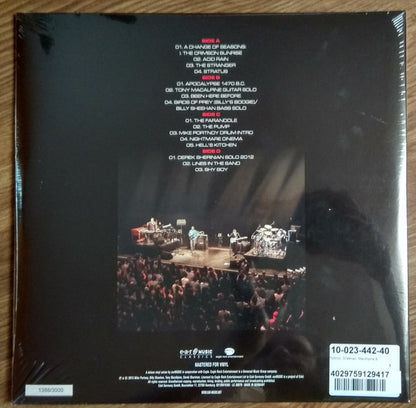 SIDE A
01. A CHANGE OF SEASONS:
I. THE CRIMSON SUNRISE
02. ACID RAIN
03. THE STRANGER
04. STRATUS
SIDE B
01. APOCALYPSE 1470 B.C.
02. TONY MACALPINE GUITAR SOLO
03. BEEN HERE BEFORE
04. BIRDS OF PREY (BILLY'S BOOGIE)/
BILLY SHEEHAN BASS SOLO
SIDE C
01. THE FARANDOLE
02. THE PUMP
03. MIKE PORTNOY DRUM INTRO
04. NIGHTMARE CINEMA
05. HELL'S KITCHEN
SIDE D
01. DEREK SHERINIAN SOLO 2012
02. LINES IN THE SAND
03. SHY BOY
e·a·r MUSIC
MASTERED FOR VINYL
1388/3000
10-023-442-40
4029759129417